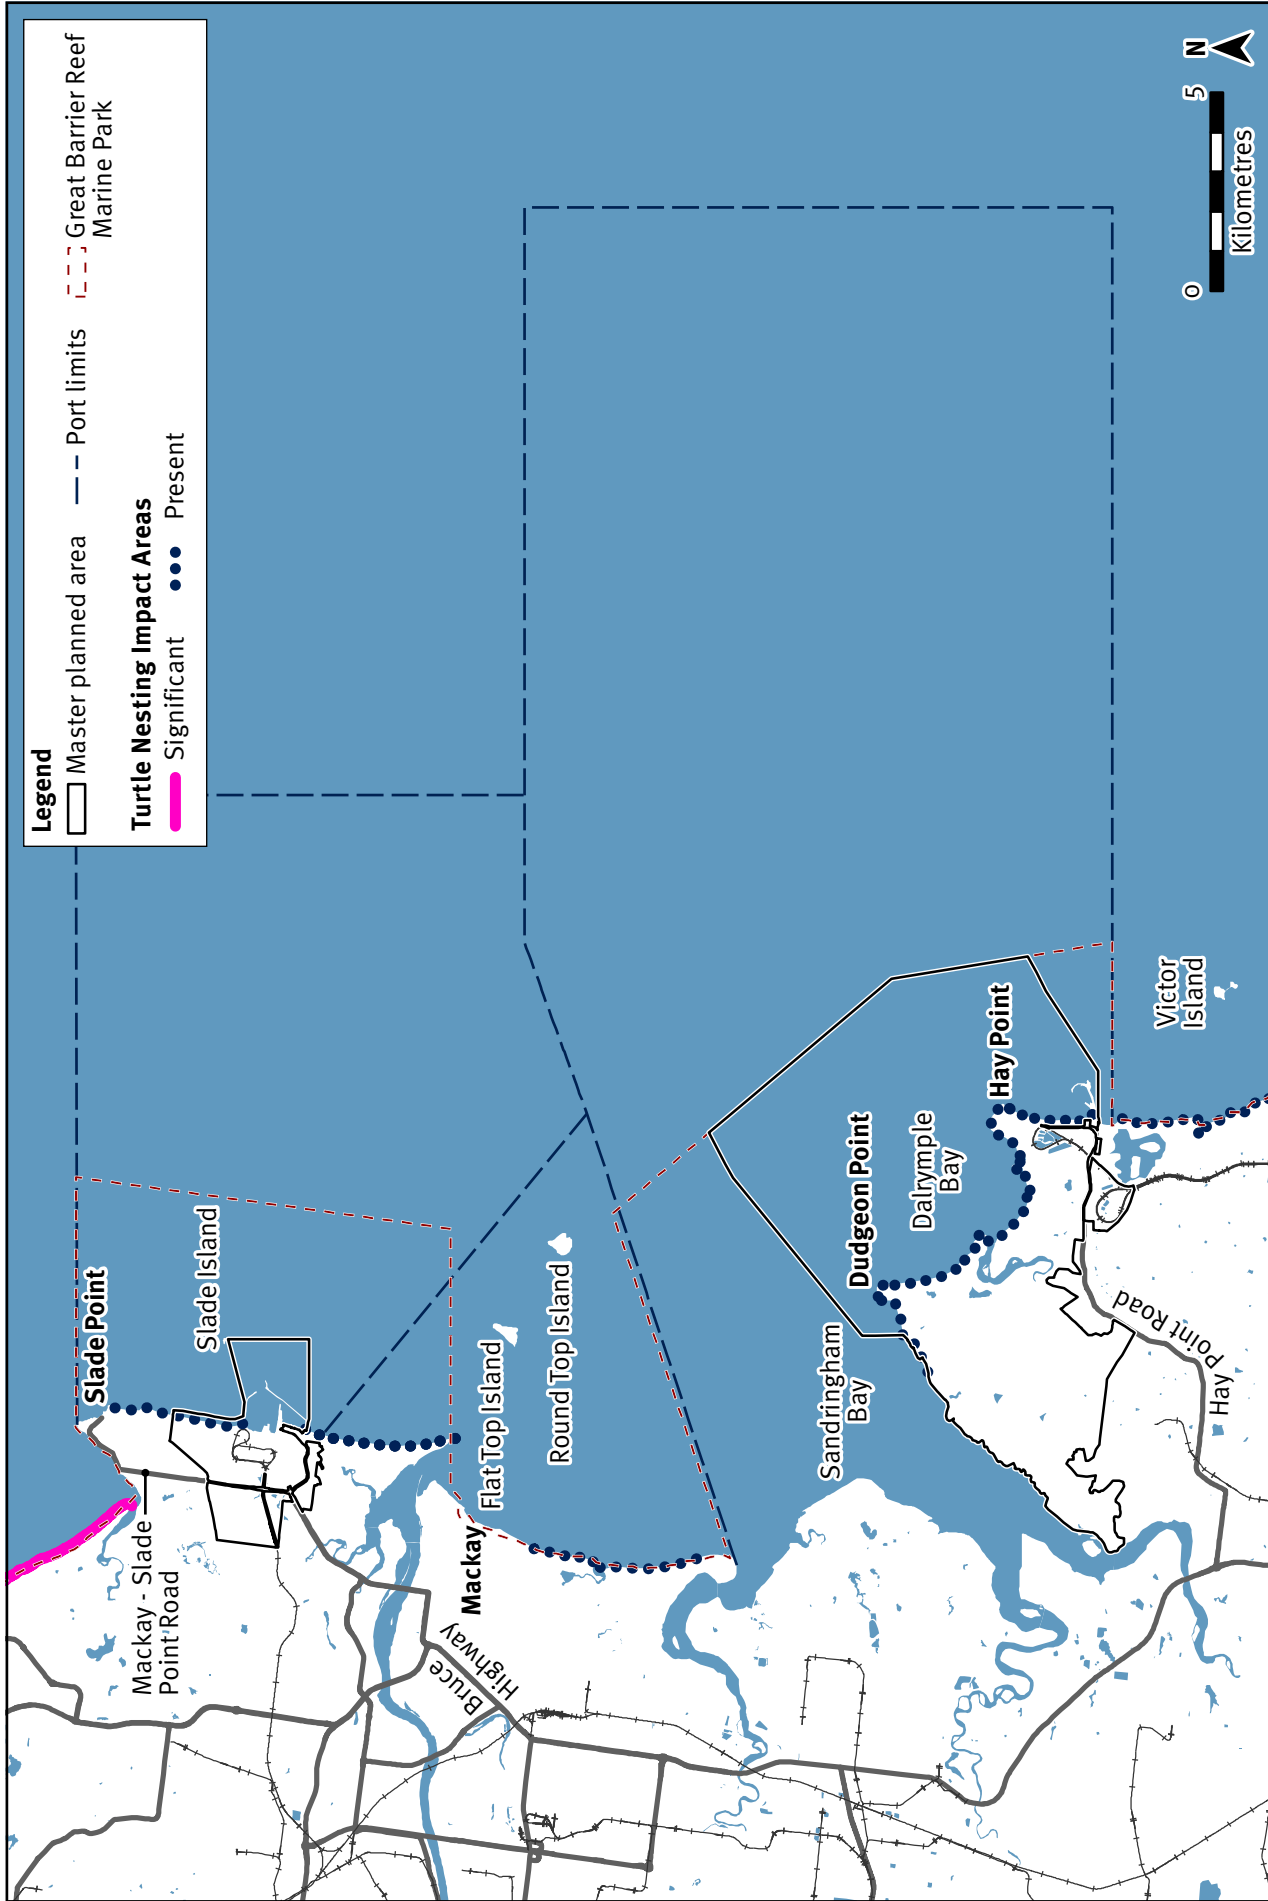 Legend
Master planned area
Port limits
Great Barrier Reef
Marine Park
Turtle Nesting Impact Areas
Significant
Present
N
0
5
Kilometres
Slade Point
Slade Island
Mackay - Slade
Point Road
Flat Top Island
Round Top Island
Mackay
Bruce
Highway
Sandringham
Bay
Dudgeon Point
Dalrymple
Bay
Hay Point
Victor
Island
Hay
Point Road